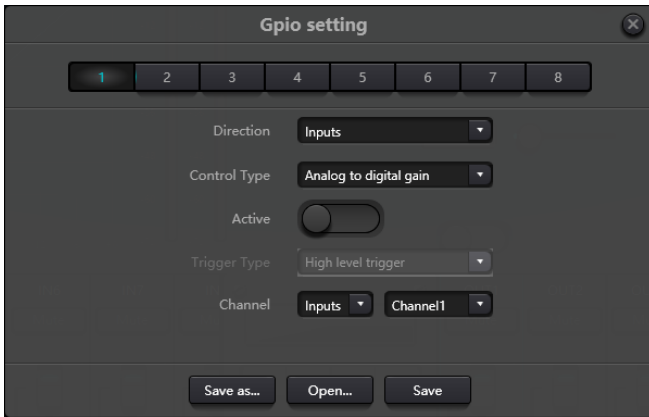 Gpio setting
1 2 3 4 5 6 7 8
Direction Inputs
Control Type Analog to digital gain
Active
Trigger Type High level trigger
Channel Inputs Channel1
Save as... Open... Save